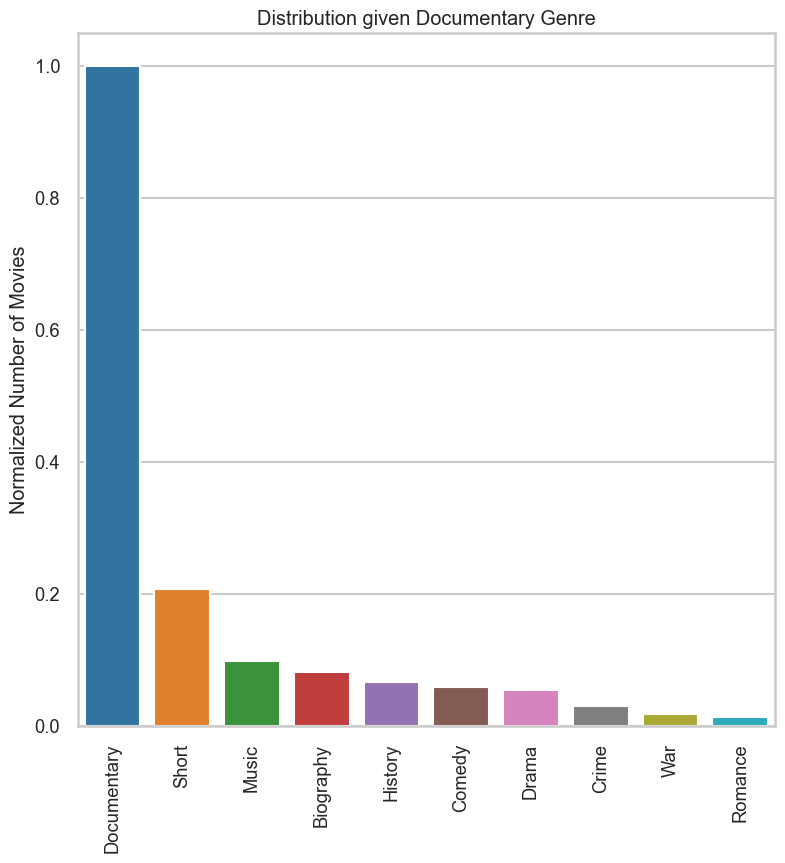 Distribution given Documentary Genre
Normalized Number of Movies
1.0
0.8
0.6
0.4
0.2
0.0
Documentary
Short
Music
Biography
History
Comedy
Drama
Crime
War
Romance